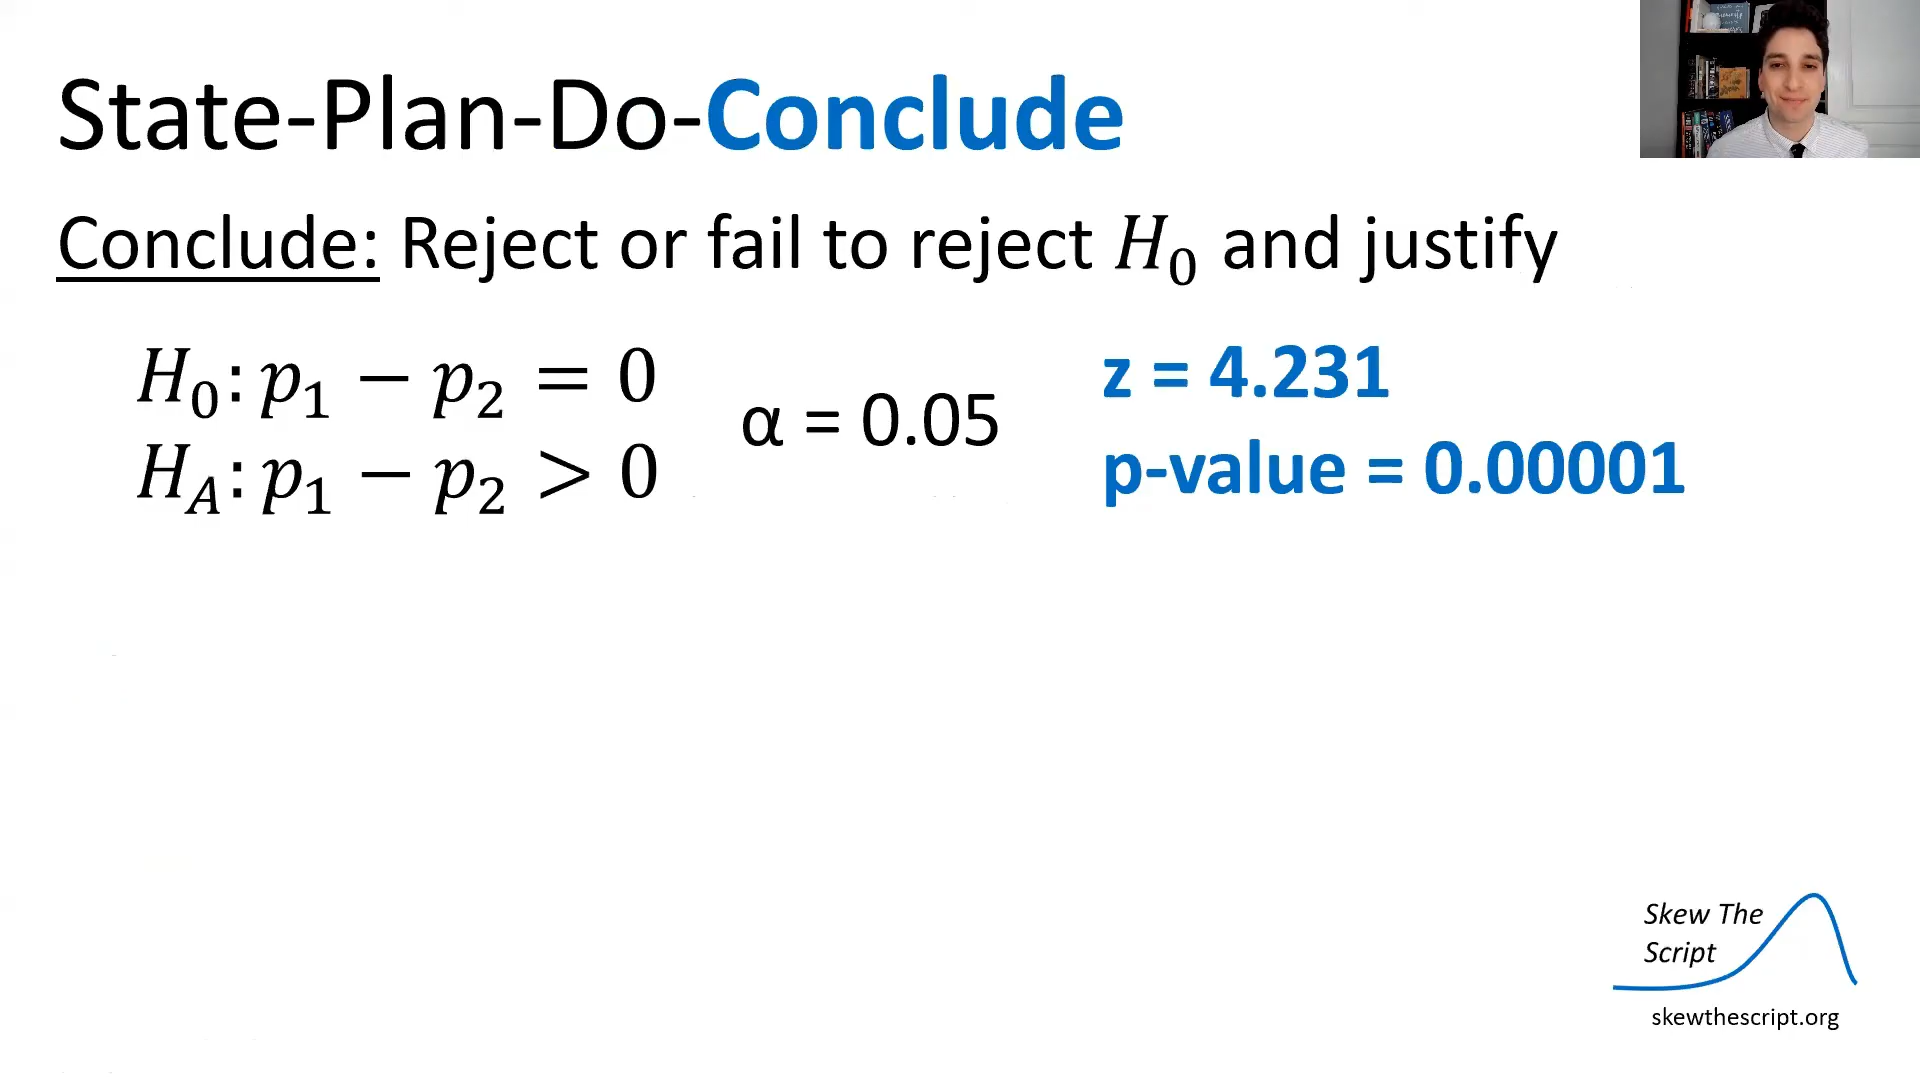 State-Plan-Do-Conclude
Conclude: Reject or fail to reject H₀ and justify
H₀: p₁ − p₂ = 0
α = 0.05
H_A: p₁ − p₂ > 0
z = 4.231
p-value = 0.00001
Skew The
Script
skewthescript.org